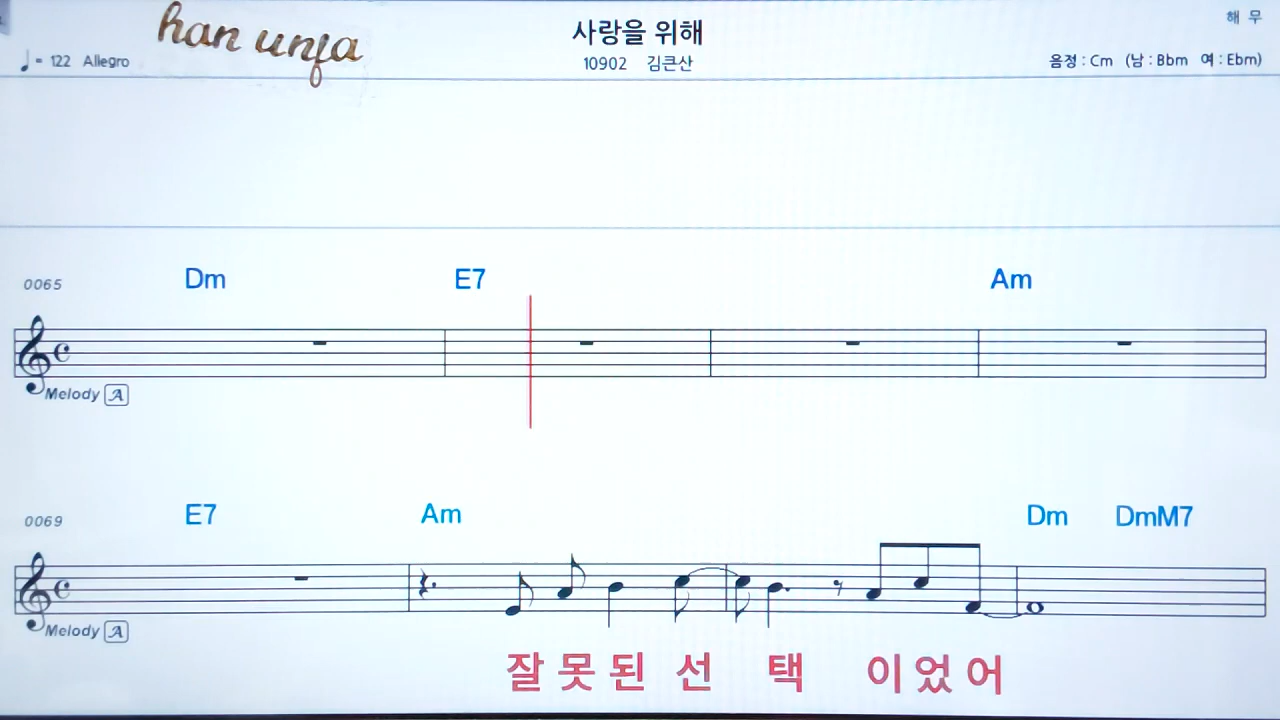 han unfa
사랑을 위해
해 무
♩= 122 Allegro
10902 김큰산
음정 : Cm (남 : Bbm 여 : Ebm)
0065 Dm E7 Am
Melody A
0069 E7 Am Dm DmM7
Melody A
잘못된 선 택 이었어